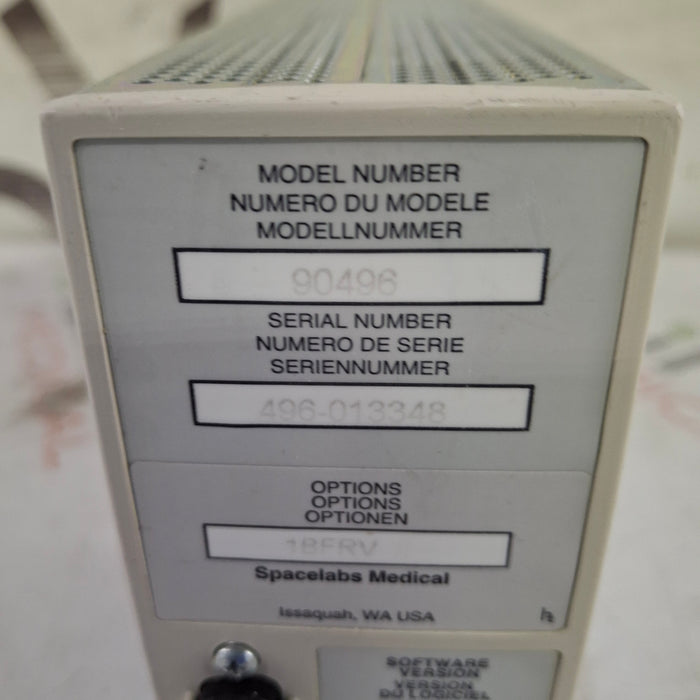 MODEL NUMBER
NUMERO DU MODELE
MODELLNUMMER
90496
SERIAL NUMBER
NUMERO DE SERIE
SERIENNUMMER
496-013348
OPTIONS
OPTIONS
OPTIONEN
Spacelabs Medical
Issaquah, WA USA
SOFTWARE
VERSION
VERSION
DU LOGICIEL